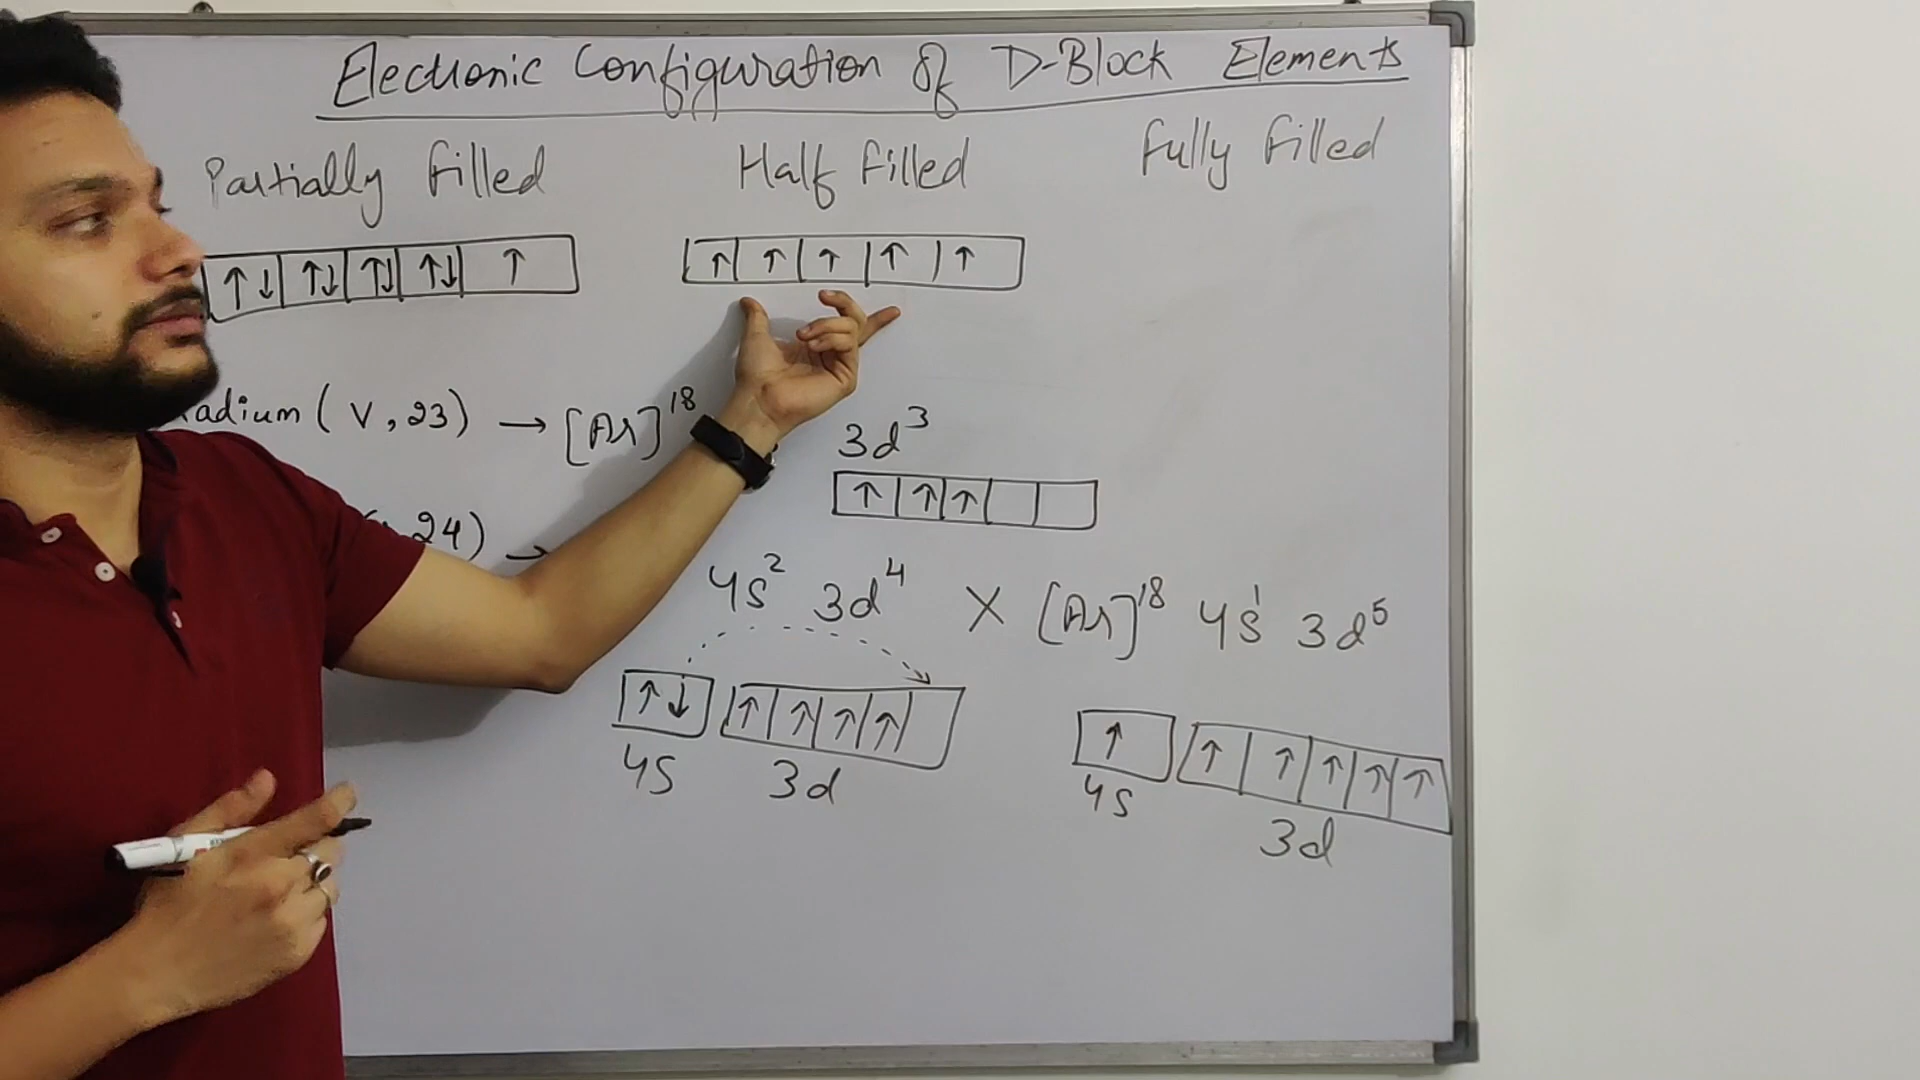 Electronic Configuration Of D-Block Elements
Partially Filled Half Filled Fully Filled
↑↓ ↑↓ ↑↓ ↑↓ ↑ ↑ ↑ ↑ ↑ ↑
adium (V, 23) → [Ar]¹⁸ 3d³
↑ ↑ ↑
24) →
4s² 3d⁴ X [Ar]¹⁸ 4s¹ 3d⁵
↑↓ ↑ ↑ ↑ ↑ ↑ ↑ ↑ ↑ ↑ ↑
4s 3d 4s 3d